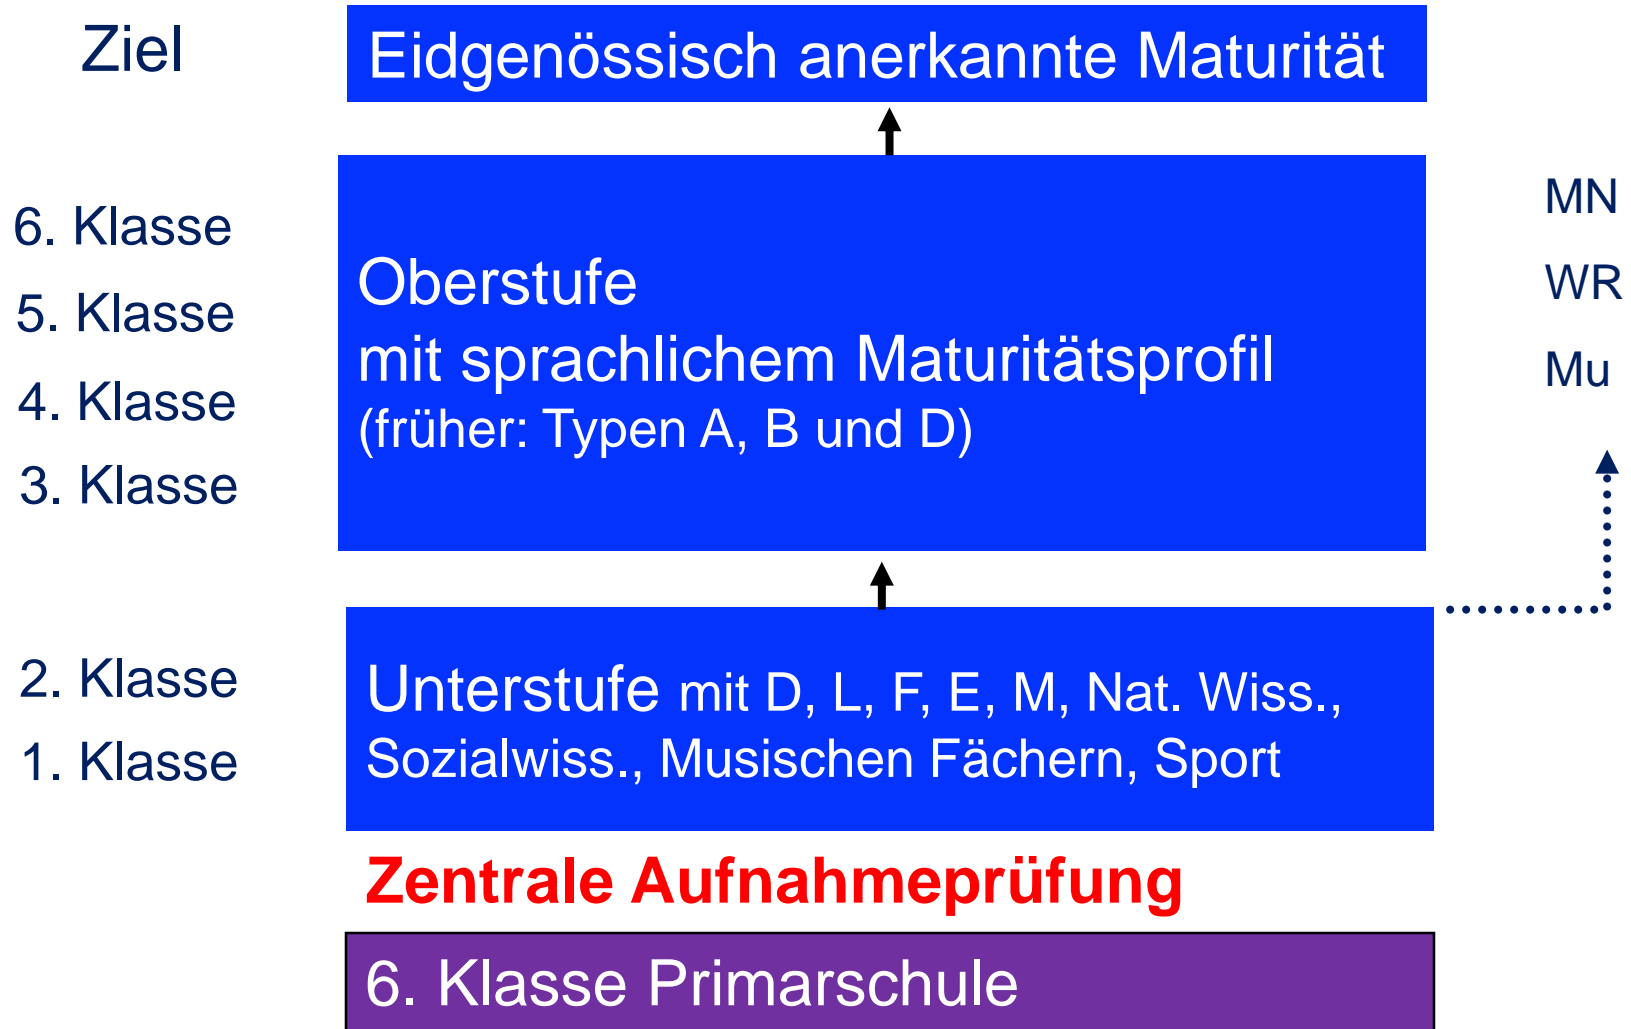 Ziel
Eidgenössisch anerkannte Maturität
6. Klasse
5. Klasse
4. Klasse
3. Klasse
Oberstufe
mit sprachlichem Maturitätsprofil
(früher: Typen A, B und D)
MN
WR
Mu
2. Klasse
1. Klasse
Unterstufe mit D, L, F, E, M, Nat. Wiss.,
Sozialwiss., Musischen Fächern, Sport
Zentrale Aufnahmeprüfung
6. Klasse Primarschule